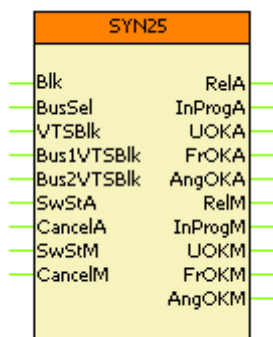 SYN25
Blk RelA
BusSel InProgA
VTSBlk UOKA
Bus1VTSBlk FrOKA
Bus2VTSBlk AngOKA
SwStA RelM
CancelA InProgM
SwStM UOKM
CancelM FrOKM
AngOKM